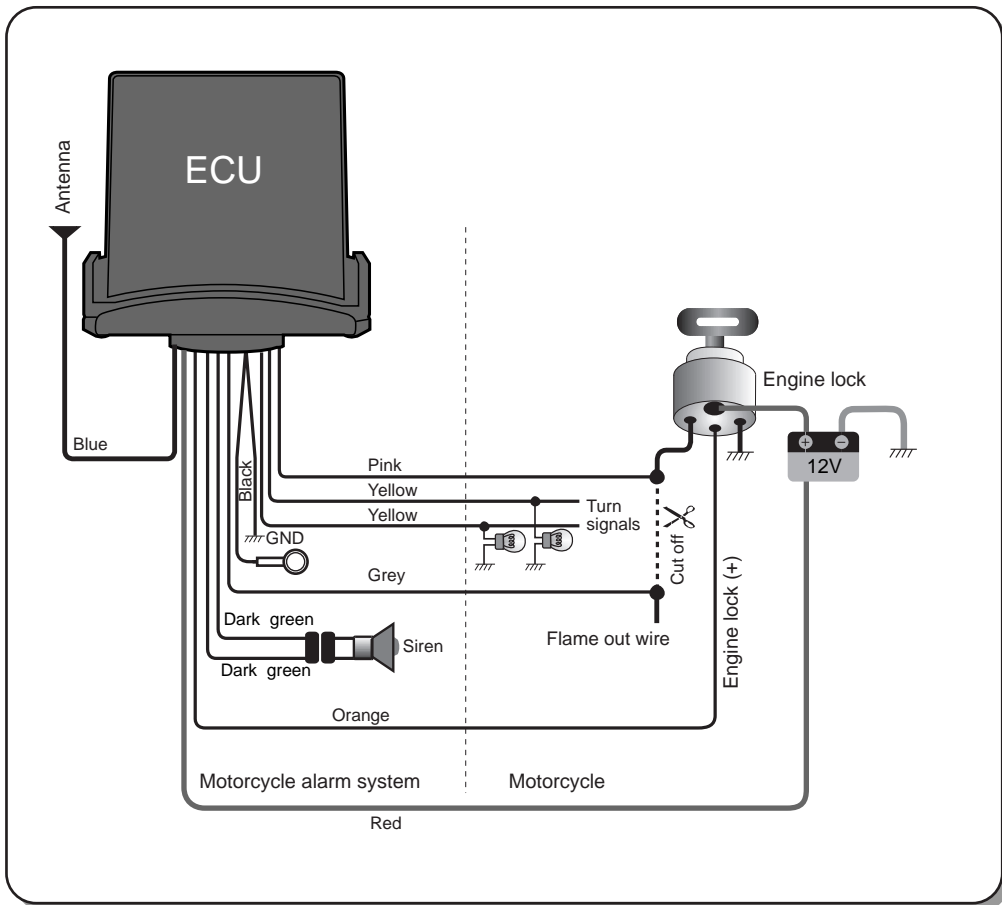 ECU
Antenna
Blue
Black
GND
Pink
Yellow
Yellow
Turn
signals
Grey
Cut off
Flame out wire
Dark green
Dark green
Siren
Orange
Engine lock (+)
Engine lock
+ −
12V
Motorcycle alarm system
Motorcycle
Red